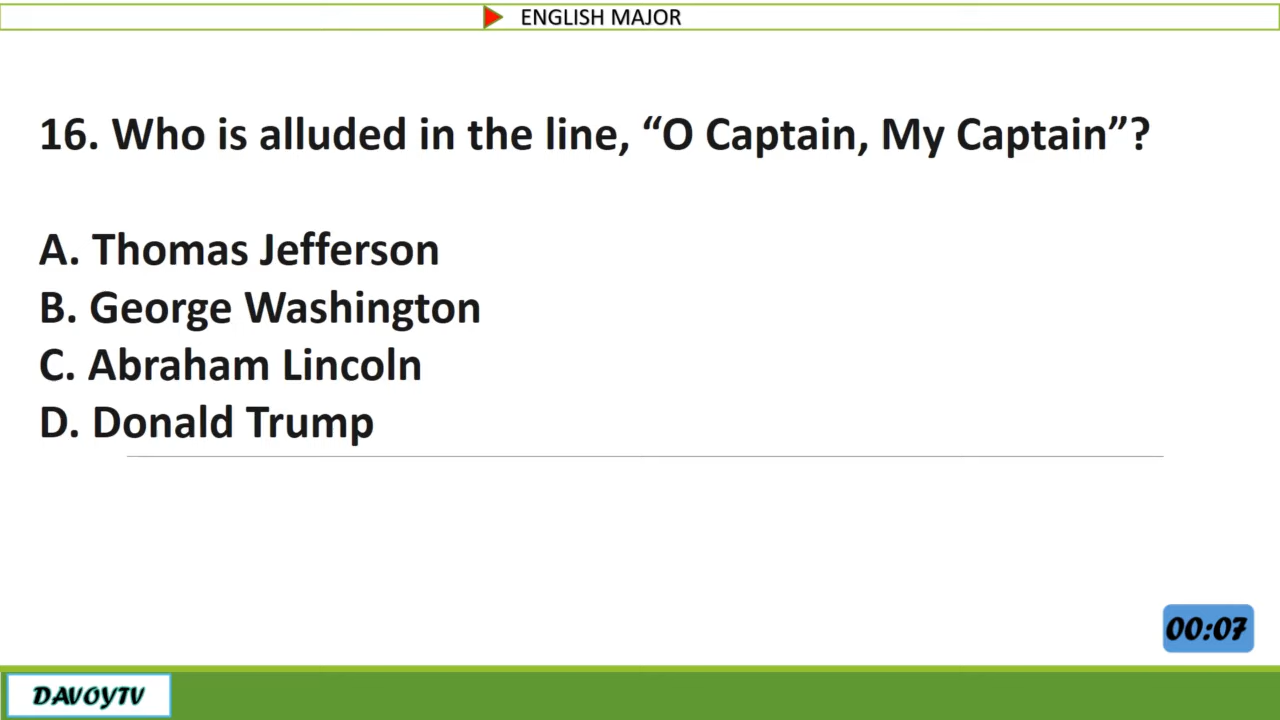 ENGLISH MAJOR
16. Who is alluded in the line, “O Captain, My Captain”?
A. Thomas Jefferson
B. George Washington
C. Abraham Lincoln
D. Donald Trump
00:07
DAVOYTV